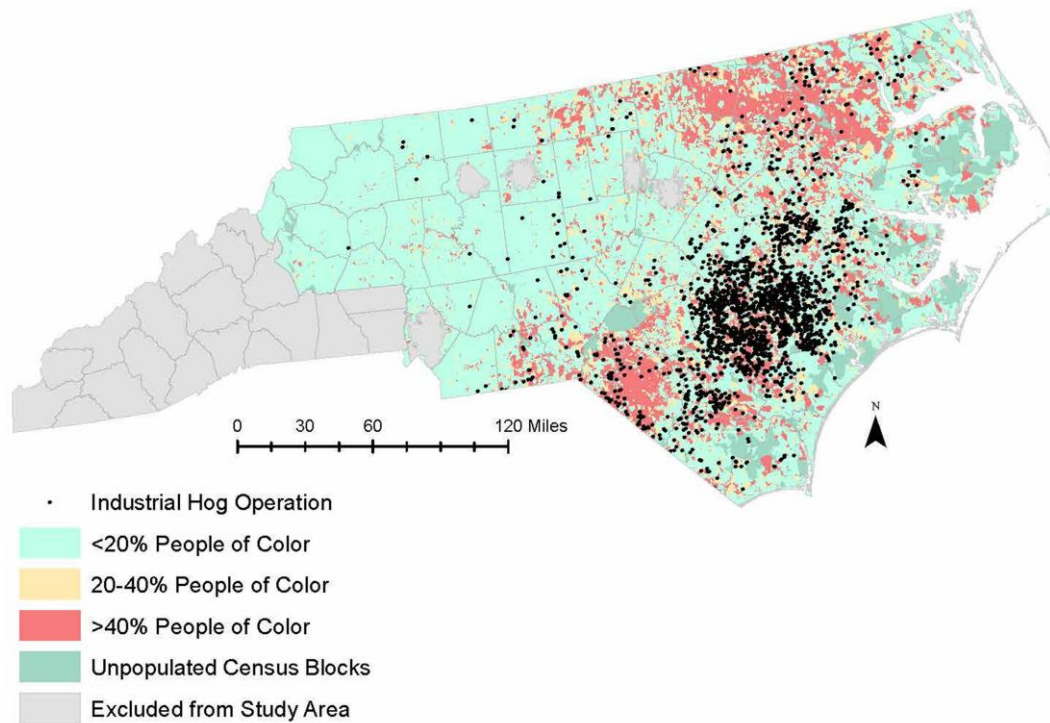 N
0 30 60 120 Miles
Industrial Hog Operation
<20% People of Color
20-40% People of Color
>40% People of Color
Unpopulated Census Blocks
Excluded from Study Area